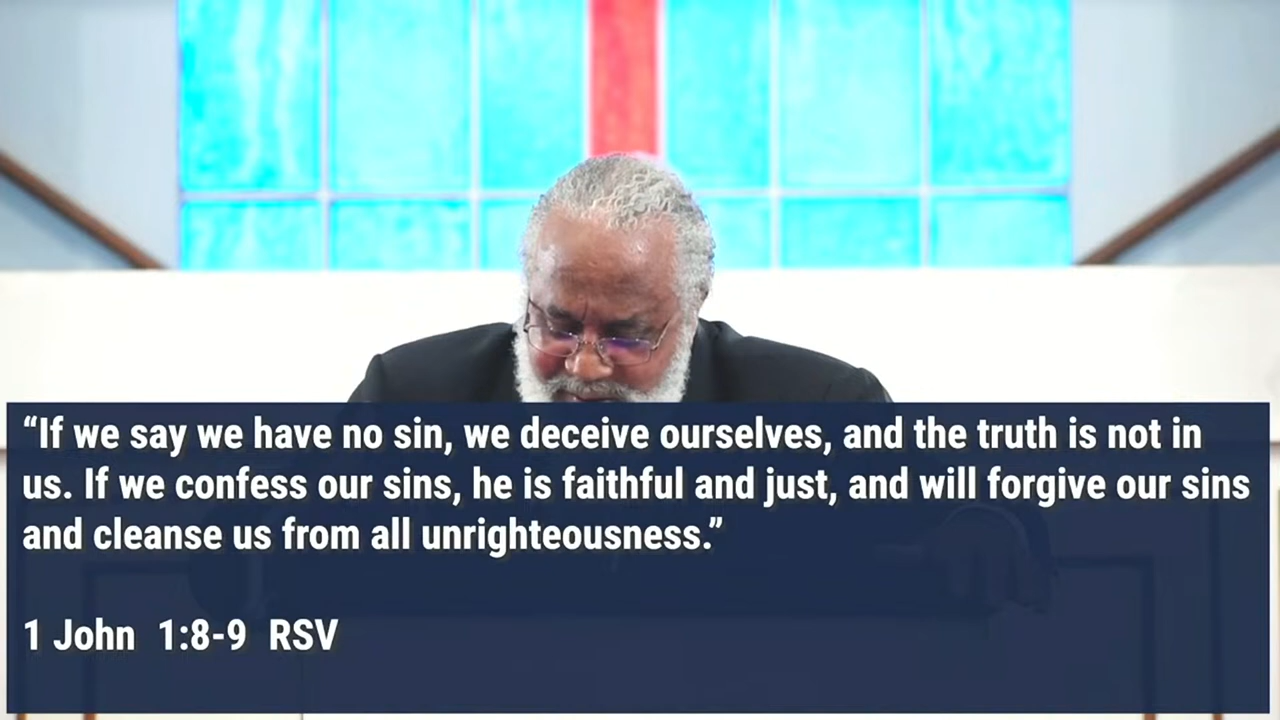 “If we say we have no sin, we deceive ourselves, and the truth is not in
us. If we confess our sins, he is faithful and just, and will forgive our sins
and cleanse us from all unrighteousness.”
1 John 1:8-9 RSV